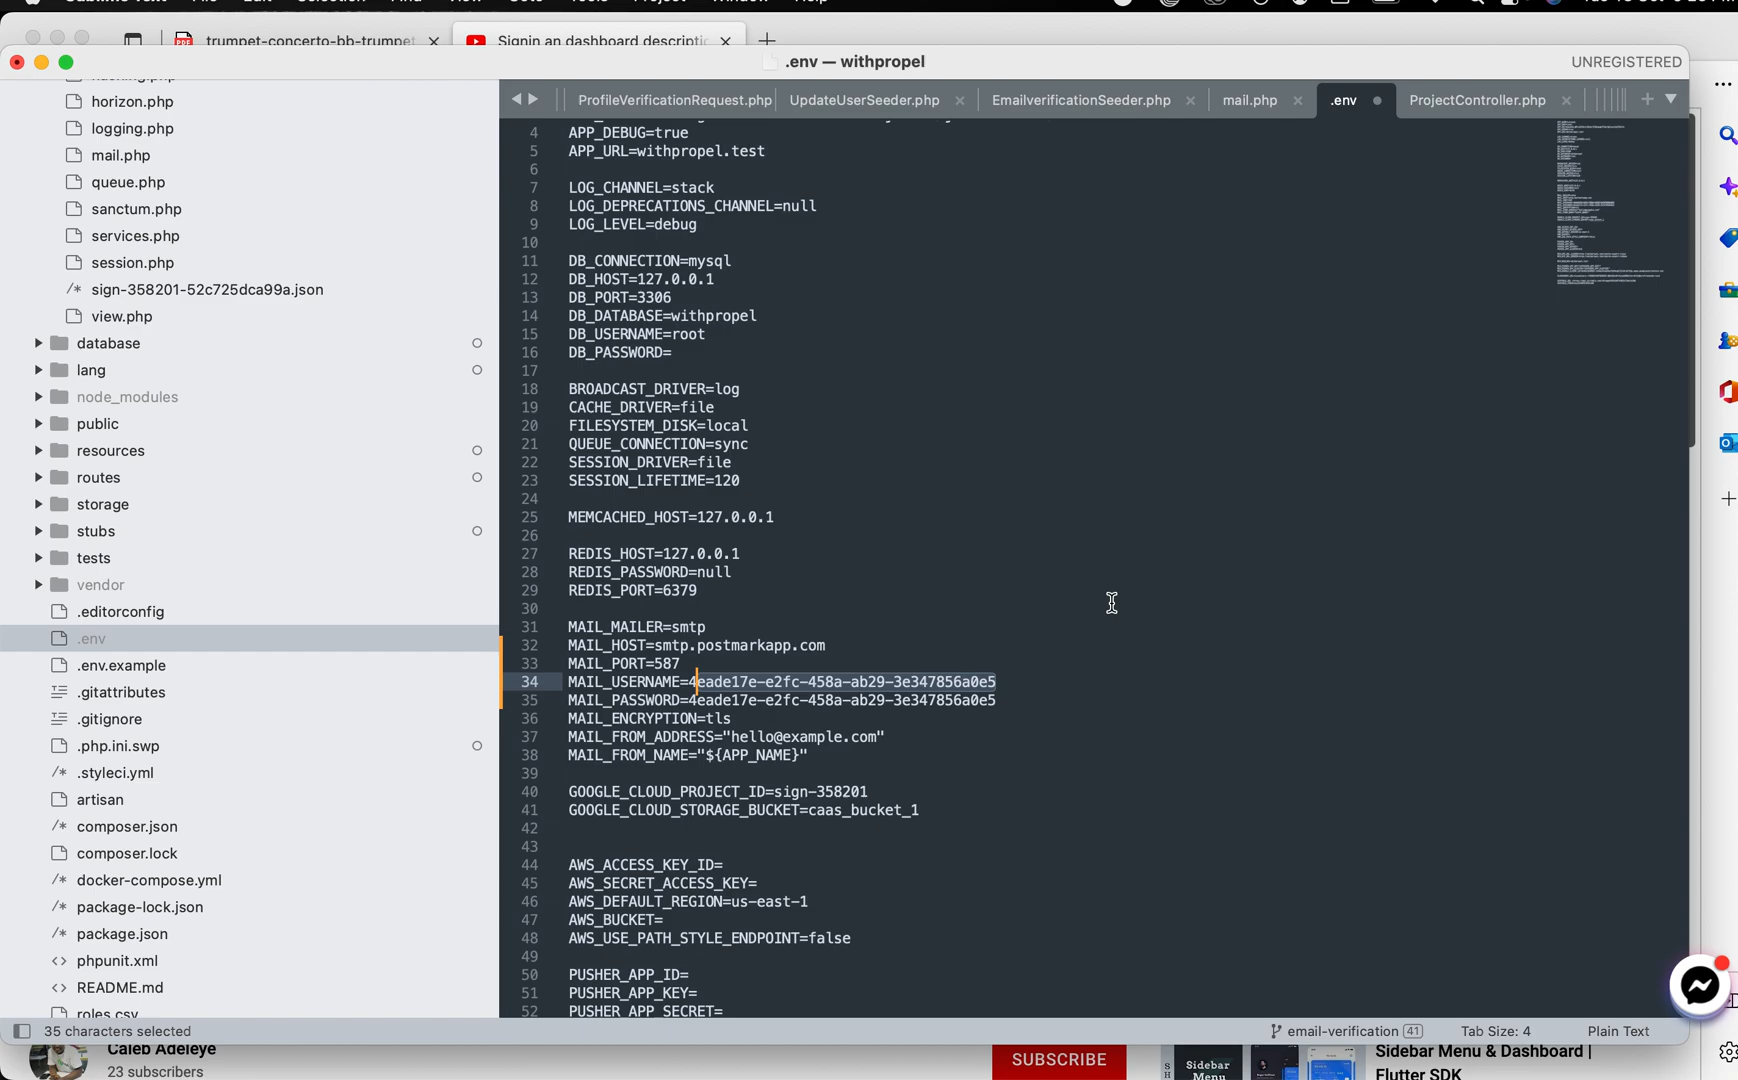 trumpet-concerto-bb-trumpet
Signin an dashboard descriptio
.env — withpropel
UNREGISTERED
horizon.php
logging.php
mail.php
queue.php
sanctum.php
services.php
session.php
/* sign-358201-52c725dca99a.json
view.php
database
lang
node_modules
public
resources
routes
storage
stubs
tests
vendor
.editorconfig
.env
.env.example
.gitattributes
.gitignore
.php.ini.swp
/* .styleci.yml
artisan
/* composer.json
composer.lock
/* docker-compose.yml
/* package-lock.json
/* package.json
<> phpunit.xml
<> README.md
roles.csv
ProfileVerificationRequest.php
UpdateUserSeeder.php
EmailverificationSeeder.php
mail.php
.env
ProjectController.php
4 APP_DEBUG=true
5 APP_URL=withpropel.test
6
7 LOG_CHANNEL=stack
8 LOG_DEPRECATIONS_CHANNEL=null
9 LOG_LEVEL=debug
10
11 DB_CONNECTION=mysql
12 DB_HOST=127.0.0.1
13 DB_PORT=3306
14 DB_DATABASE=withpropel
15 DB_USERNAME=root
16 DB_PASSWORD=
17
18 BROADCAST_DRIVER=log
19 CACHE_DRIVER=file
20 FILESYSTEM_DISK=local
21 QUEUE_CONNECTION=sync
22 SESSION_DRIVER=file
23 SESSION_LIFETIME=120
24
25 MEMCACHED_HOST=127.0.0.1
26
27 REDIS_HOST=127.0.0.1
28 REDIS_PASSWORD=null
29 REDIS_PORT=6379
30
31 MAIL_MAILER=smtp
32 MAIL_HOST=smtp.postmarkapp.com
33 MAIL_PORT=587
34 MAIL_USERNAME=4eade17e-e2fc-458a-ab29-3e347856a0e5
35 MAIL_PASSWORD=4eade17e-e2fc-458a-ab29-3e347856a0e5
36 MAIL_ENCRYPTION=tls
37 MAIL_FROM_ADDRESS="hello@example.com"
38 MAIL_FROM_NAME="${APP_NAME}"
39
40 GOOGLE_CLOUD_PROJECT_ID=sign-358201
41 GOOGLE_CLOUD_STORAGE_BUCKET=caas_bucket_1
42
43
44 AWS_ACCESS_KEY_ID=
45 AWS_SECRET_ACCESS_KEY=
46 AWS_DEFAULT_REGION=us-east-1
47 AWS_BUCKET=
48 AWS_USE_PATH_STYLE_ENDPOINT=false
49
50 PUSHER_APP_ID=
51 PUSHER_APP_KEY=
52 PUSHER_APP_SECRET=
35 characters selected
email-verification 41
Tab Size: 4
Plain Text
Caleb Adeleye
23 subscribers
SUBSCRIBE
Sidebar
Menu
Sidebar Menu & Dashboard |
Flutter SDK